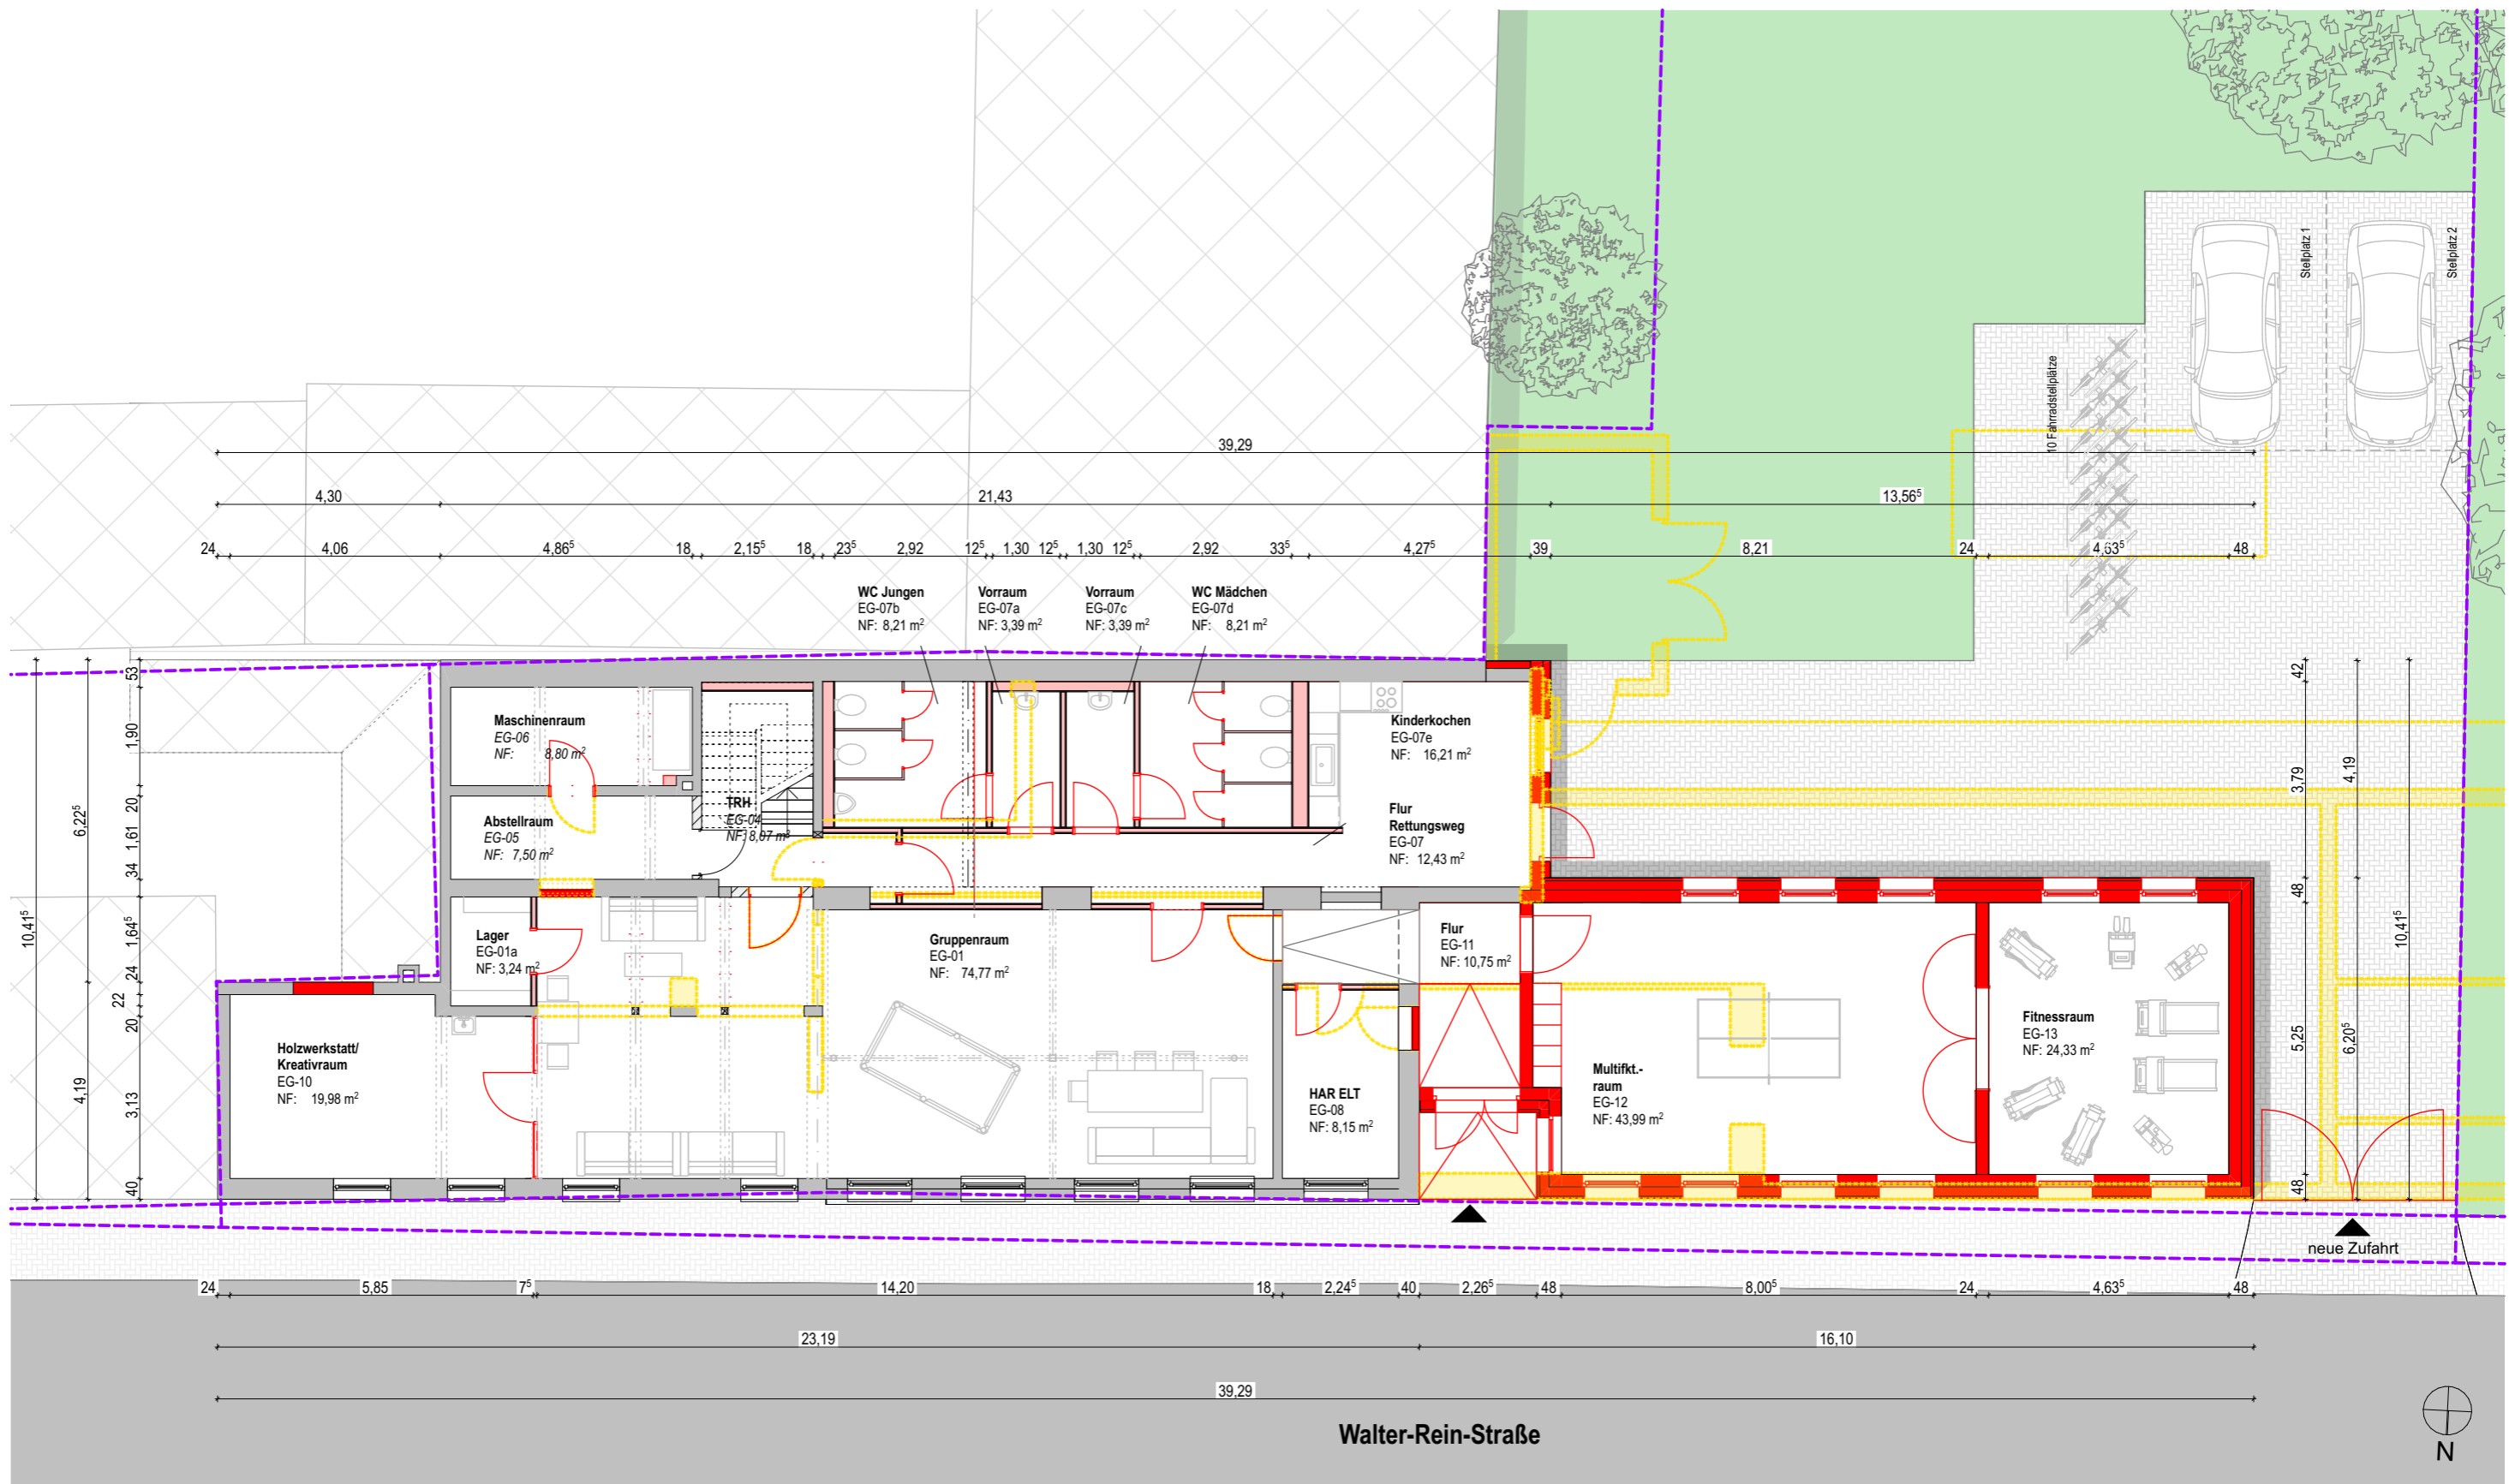 Stellplatz 1
Stellplatz 2
10 Fahrradstellplätze
39,29
4,30
21,43
13,56⁵
24
4,06
4,86⁵
18
2,15⁵
18
23⁵
2,92
12⁵
1,30
12⁵
1,30
12⁵
2,92
33⁵
4,27⁵
39
8,21
24
4,63⁵
48
WC Jungen
EG-07b
NF: 8,21 m²
Vorraum
EG-07a
NF: 3,39 m²
Vorraum
EG-07c
NF: 3,39 m²
WC Mädchen
EG-07d
NF: 8,21 m²
10,41⁵
6,22⁵
4,19
53
1,90
20
1,61
34
1,64⁵
24
22
20
3,13
40
Maschinenraum
EG-06
NF: 8,80 m²
Abstellraum
EG-05
NF: 7,50 m²
TRH
EG-04
NF: 8,07 m²
Kinderkochen
EG-07e
NF: 16,21 m²
Flur
Rettungsweg
EG-07
NF: 12,43 m²
Lager
EG-01a
NF: 3,24 m²
Gruppenraum
EG-01
NF: 74,77 m²
Flur
EG-11
NF: 10,75 m²
Holzwerkstatt/
Kreativraum
EG-10
NF: 19,98 m²
HAR ELT
EG-08
NF: 8,15 m²
Multifkt.-
raum
EG-12
NF: 43,99 m²
Fitnessraum
EG-13
NF: 24,33 m²
42
3,79
48
5,25
48
4,19
6,20⁵
10,41⁵
neue Zufahrt
24
5,85
7⁵
14,20
18
2,24⁵
40
2,26⁵
48
8,00⁵
24
4,63⁵
48
23,19
16,10
39,29
Walter-Rein-Straße
N